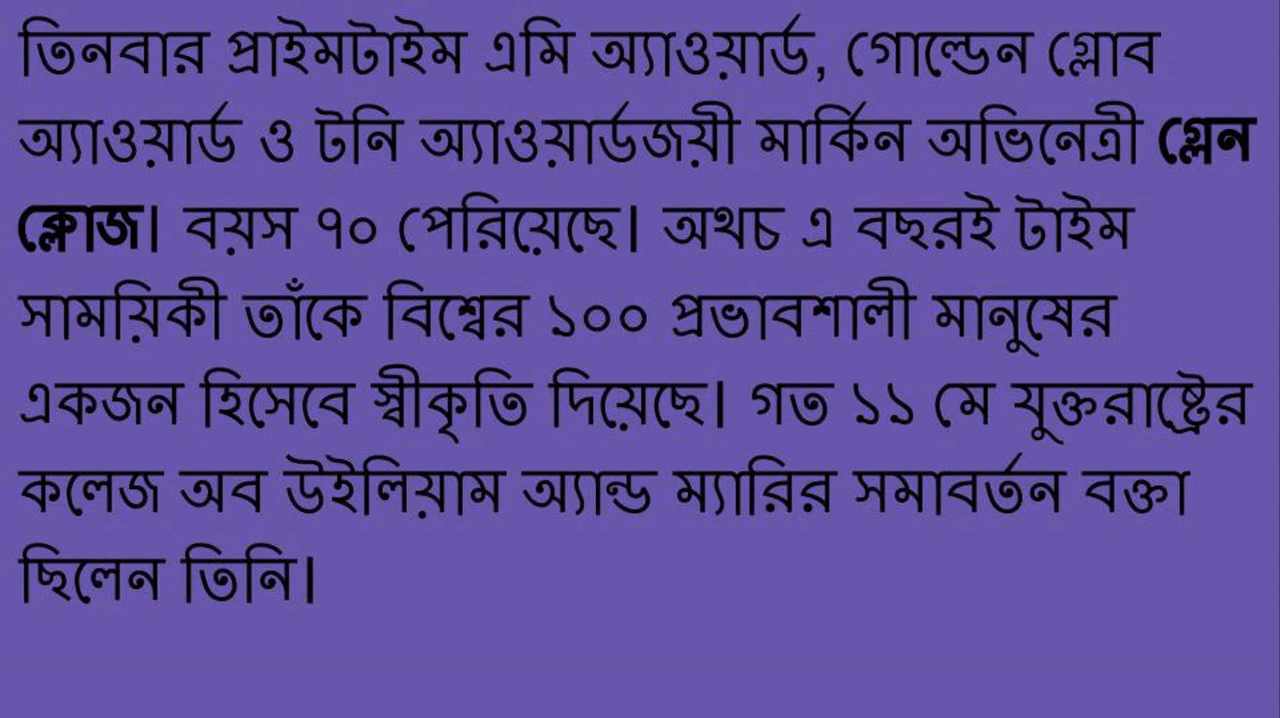 তিনবার প্রাইমটাইম এমি অ্যাওয়ার্ড, গোল্ডেন গ্লোব
অ্যাওয়ার্ড ও টনি অ্যাওয়ার্ডজয়ী মার্কিন অভিনেত্রী গ্লেন
ক্লোজ। বয়স ৭০ পেরিয়েছে। অথচ এ বছরই টাইম
সাময়িকী তাঁকে বিশ্বের ১০০ প্রভাবশালী মানুষের
একজন হিসেবে স্বীকৃতি দিয়েছে। গত ১১ মে যুক্তরাষ্ট্রের
কলেজ অব উইলিয়াম অ্যান্ড ম্যারির সমাবর্তন বক্তা
ছিলেন তিনি।